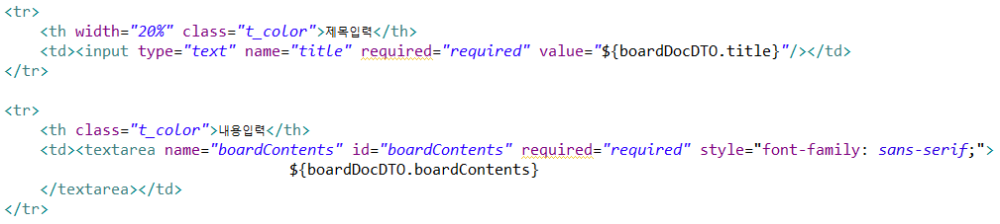 <tr>
    <th width="20%" class="t_color">제목입력</th>
    <td><input type="text" name="title" required="required" value="${boardDocDTO.title}"/></td>
</tr>

<tr>
    <th class="t_color">내용입력</th>
    <td><textarea name="boardContents" id="boardContents" required="required" style="font-family: sans-serif;">
                                ${boardDocDTO.boardContents}
    </textarea></td>
</tr>